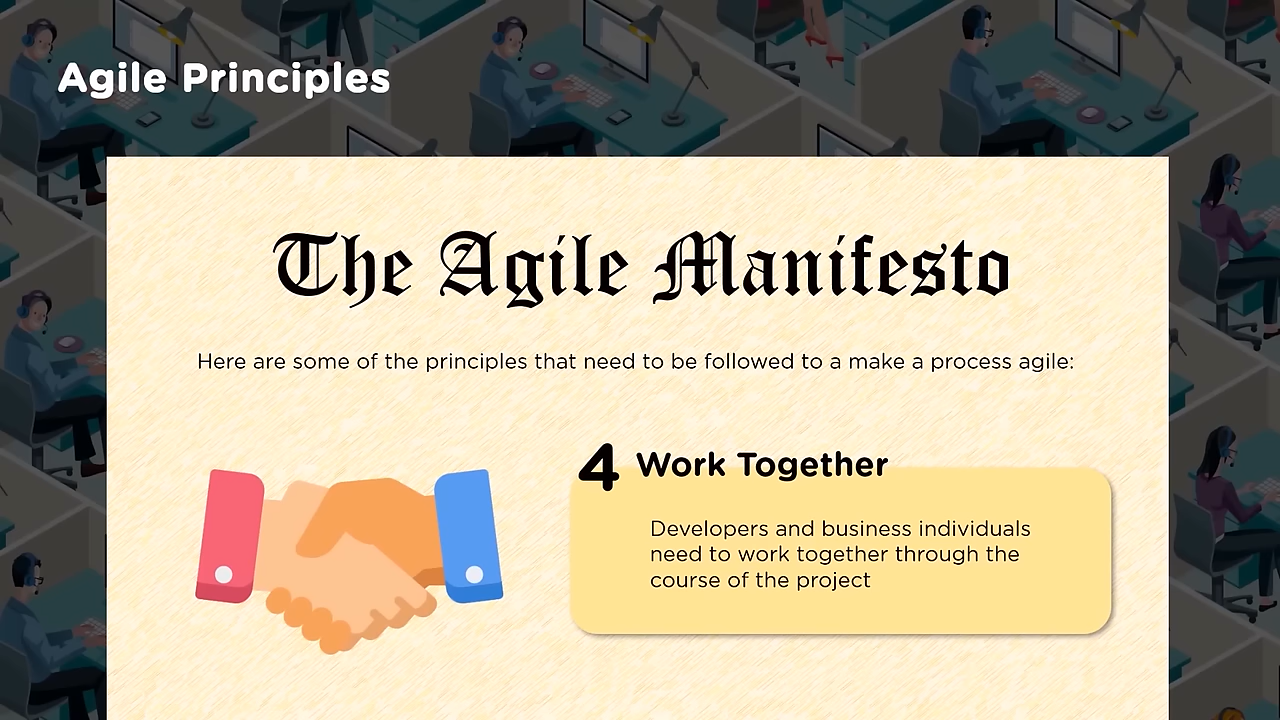 Agile Principles
The Agile Manifesto
Here are some of the principles that need to be followed to a make a process agile:
4 Work Together
Developers and business individuals
need to work together through the
course of the project